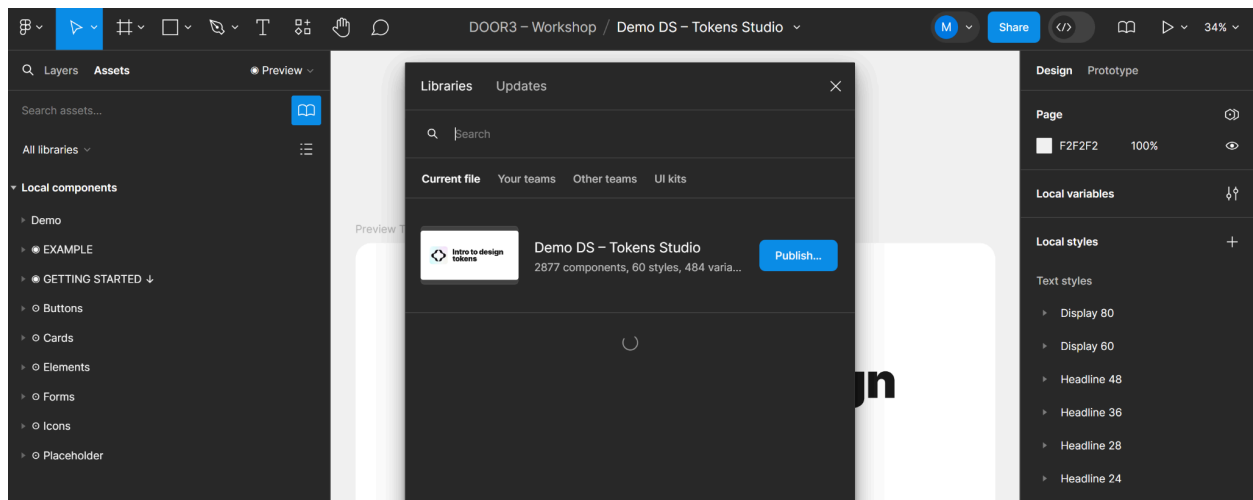 DOOR3 – Workshop / Demo DS – Tokens Studio
M
Share
34%
Layers Assets
Preview
Search assets...
All libraries
Local components
Demo
EXAMPLE
GETTING STARTED ↓
Buttons
Cards
Elements
Forms
Icons
Placeholder
Preview T
Libraries Updates
Search
Current file Your teams Other teams UI kits
Intro to design
tokens
Demo DS – Tokens Studio
2877 components, 60 styles, 484 varia...
Publish...
gn
Design Prototype
Page
F2F2F2 100%
Local variables
Local styles
Text styles
Display 80
Display 60
Headline 48
Headline 36
Headline 28
Headline 24